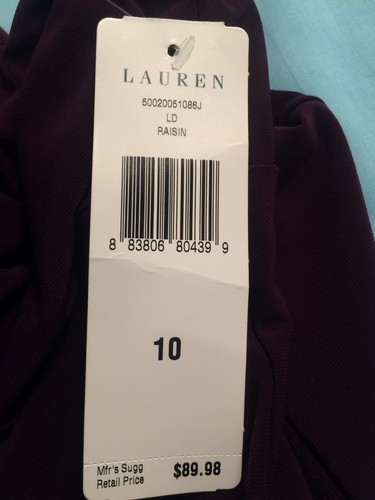 LAUREN
50020051086J
LD
RAISIN
8 83806 80439 9
10
Mfr's Sugg
Retail Price $89.98